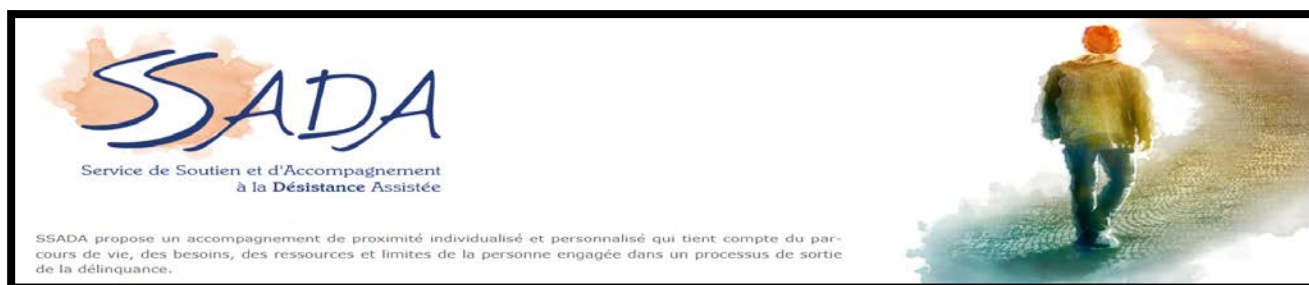 SSADA
Service de Soutien et d'Accompagnement
à la Désistance Assistée
SSADA propose un accompagnement de proximité individualisé et personnalisé qui tient compte du par-
cours de vie, des besoins, des ressources et limites de la personne engagée dans un processus de sortie
de la délinquance.